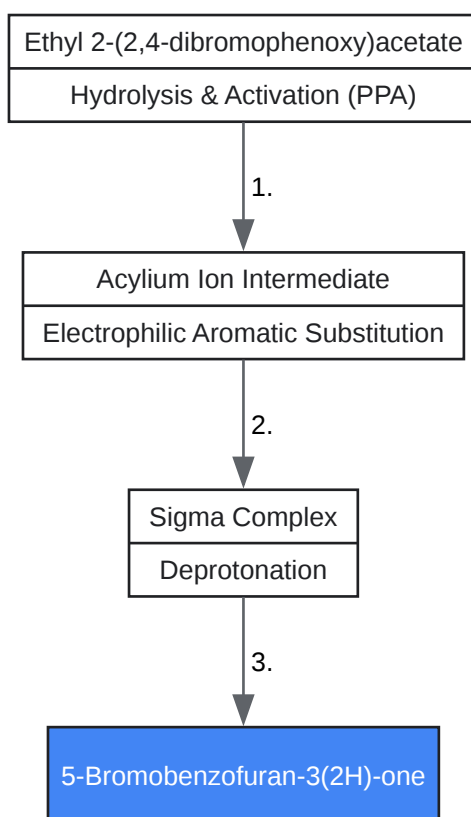 Ethyl 2-(2,4-dibromophenoxy)acetate
Hydrolysis & Activation (PPA)
1.
Acylium Ion Intermediate
Electrophilic Aromatic Substitution
2.
Sigma Complex
Deprotonation
3.
5-Bromobenzofuran-3(2H)-one